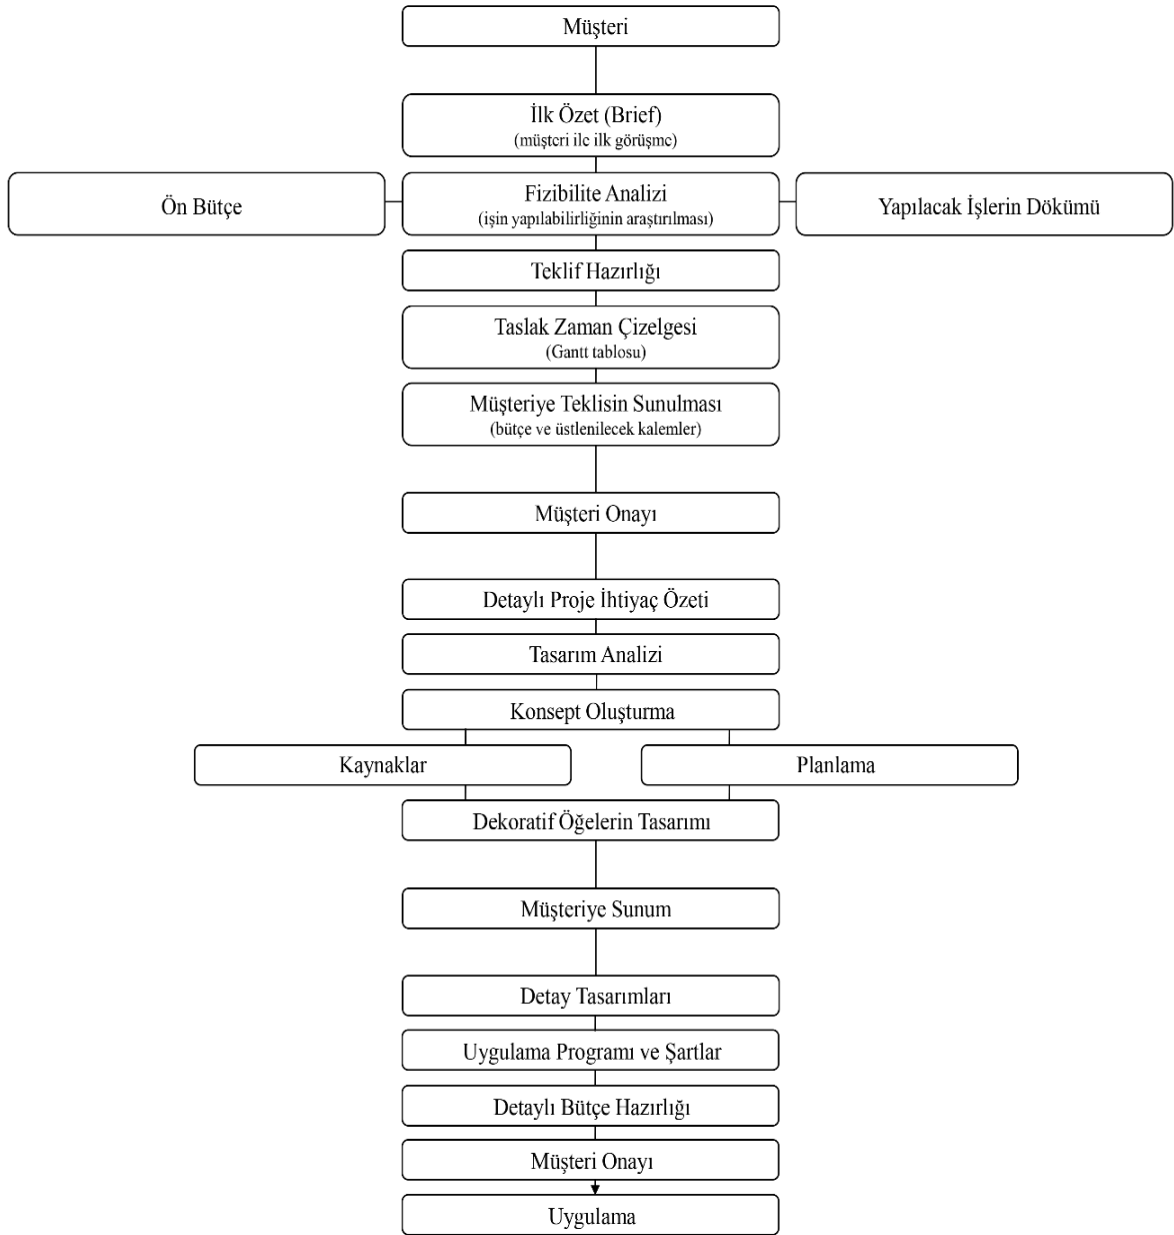 Müşteri
İlk Özet (Brief)
(müşteri ile ilk görüşme)
Ön Bütçe
Fizibilite Analizi
(işin yapılabilirliğinin araştırılması)
Yapılacak İşlerin Dökümü
Teklif Hazırlığı
Taslak Zaman Çizelgesi
(Gantt tablosu)
Müşteriye Teklisin Sunulması
(bütçe ve üstlenilecek kalemler)
Müşteri Onayı
Detaylı Proje İhtiyaç Özeti
Tasarım Analizi
Konsept Oluşturma
Kaynaklar
Planlama
Dekoratif Öğelerin Tasarımı
Müşteriye Sunum
Detay Tasarımları
Uygulama Programı ve Şartlar
Detaylı Bütçe Hazırlığı
Müşteri Onayı
Uygulama